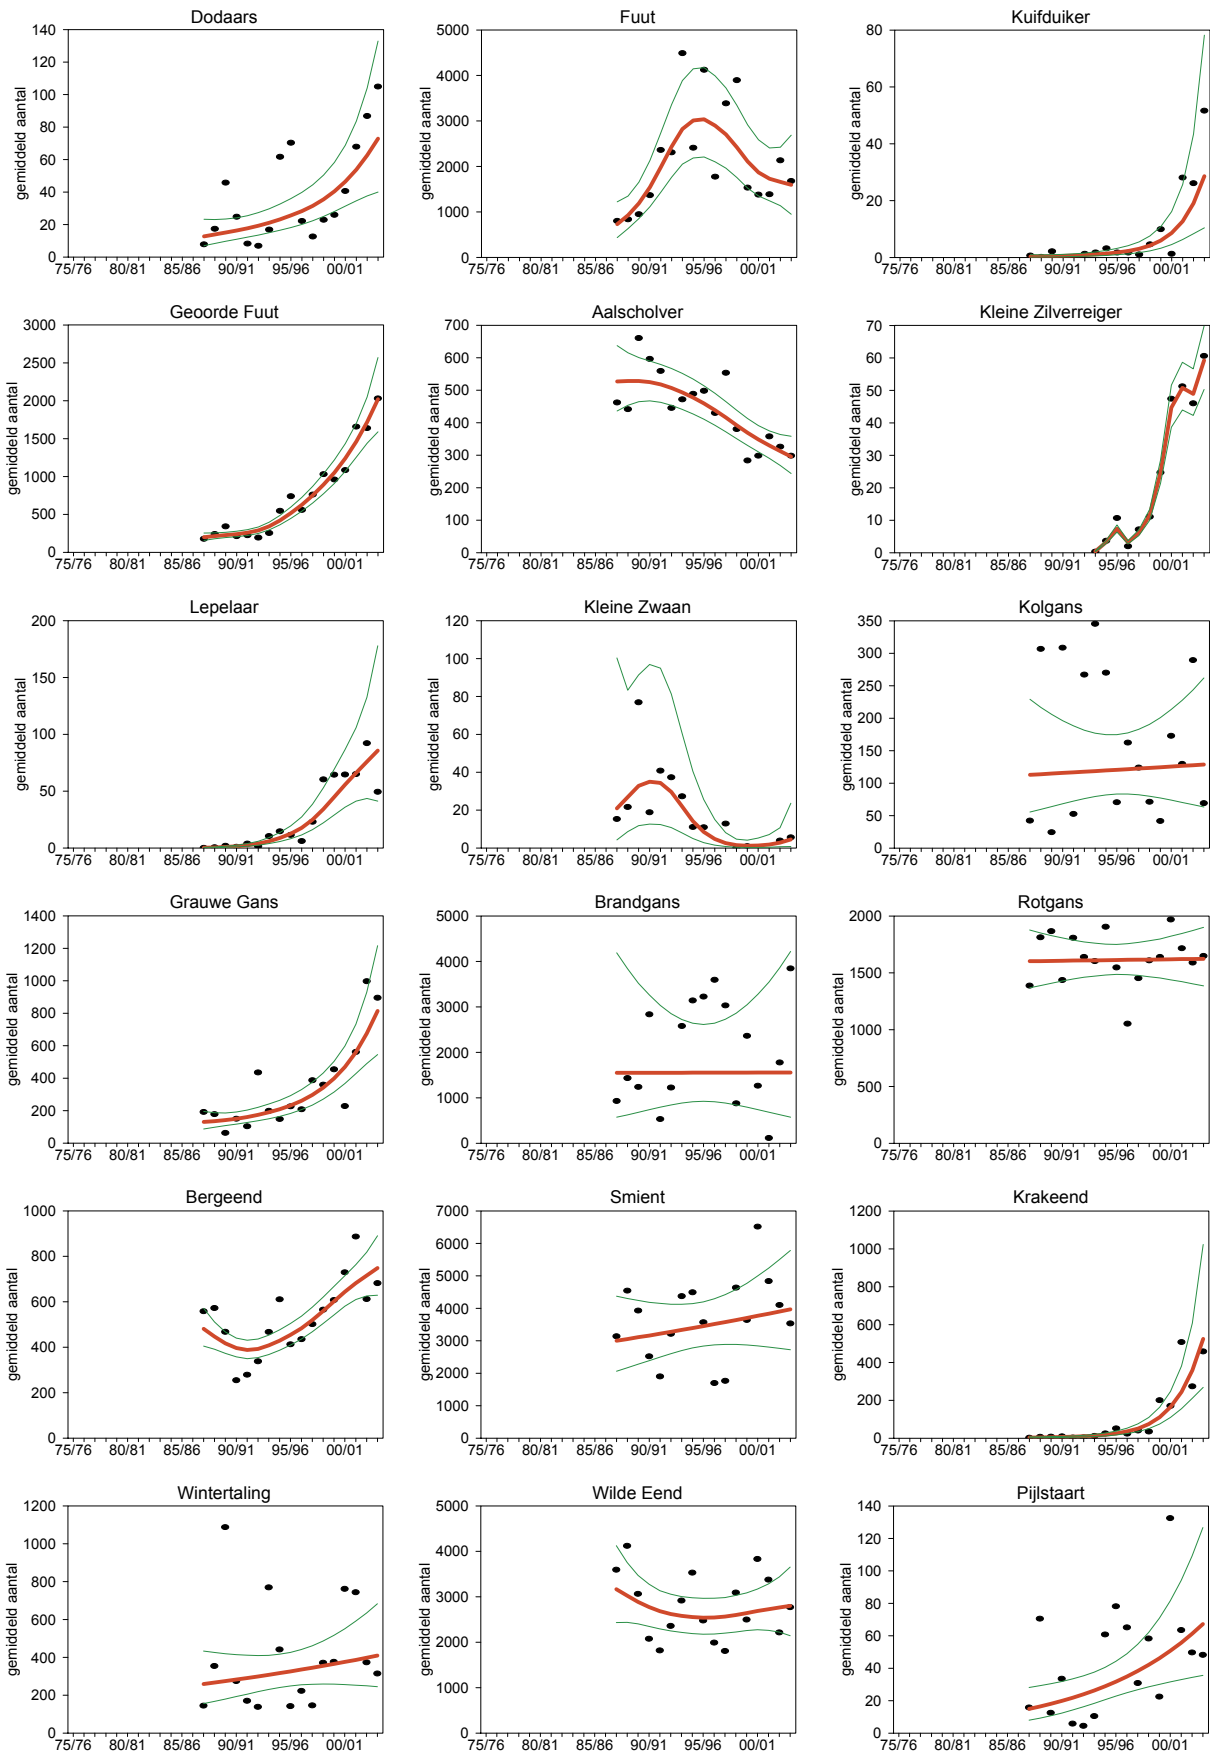 Dodaars Fuut Kuifduiker
140 5000 80
120 4000 60
100 3000 40
80 2000 20
60 1000 0
40 0
20
0
gemiddeld aantal gemiddeld aantal gemiddeld aantal
75/76 80/81 85/86 90/91 95/96 00/01 75/76 80/81 85/86 90/91 95/96 00/01 75/76 80/81 85/86 90/91 95/96 00/01
Geoorde Fuut Aalscholver Kleine Zilverreiger
3000 700 70
2500 600 60
2000 500 50
1500 400 40
1000 300 30
500 200 20
0 100 10
0 0
gemiddeld aantal gemiddeld aantal gemiddeld aantal
75/76 80/81 85/86 90/91 95/96 00/01 75/76 80/81 85/86 90/91 95/96 00/01 75/76 80/81 85/86 90/91 95/96 00/01
Lepelaar Kleine Zwaan Kolgans
200 120 350
150 100 300
100 80 250
50 60 200
0 40 150
20 100
0 50
0
gemiddeld aantal gemiddeld aantal gemiddeld aantal
75/76 80/81 85/86 90/91 95/96 00/01 75/76 80/81 85/86 90/91 95/96 00/01 75/76 80/81 85/86 90/91 95/96 00/01
Grauwe Gans Brandgans Rotgans
1400 5000 2000
1200 4000 1500
1000 3000 1000
800 2000 500
600 1000 0
400 0
200
0
gemiddeld aantal gemiddeld aantal gemiddeld aantal
75/76 80/81 85/86 90/91 95/96 00/01 75/76 80/81 85/86 90/91 95/96 00/01 75/76 80/81 85/86 90/91 95/96 00/01
Bergeend Smient Krakeend
1000 7000 1200
800 6000 1000
600 5000 800
400 4000 600
200 3000 400
0 2000 200
1000 0
0
gemiddeld aantal gemiddeld aantal gemiddeld aantal
75/76 80/81 85/86 90/91 95/96 00/01 75/76 80/81 85/86 90/91 95/96 00/01 75/76 80/81 85/86 90/91 95/96 00/01
Wintertaling Wilde Eend Pijlstaart
1200 5000 140
1000 4000 120
800 3000 100
600 2000 80
400 1000 60
200 0 40
0 20
0
gemiddeld aantal gemiddeld aantal gemiddeld aantal
75/76 80/81 85/86 90/91 95/96 00/01 75/76 80/81 85/86 90/91 95/96 00/01 75/76 80/81 85/86 90/91 95/96 00/01